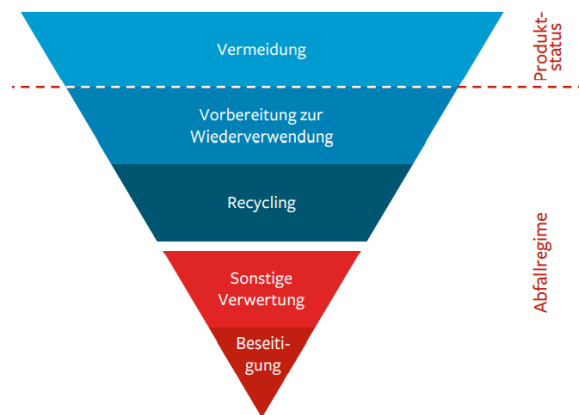 Vermeidung
Produkt-
status
Vorbereitung zur
Wiederverwendung
Recycling
Sonstige
Verwertung
Beseiti-
gung
Abfallregime